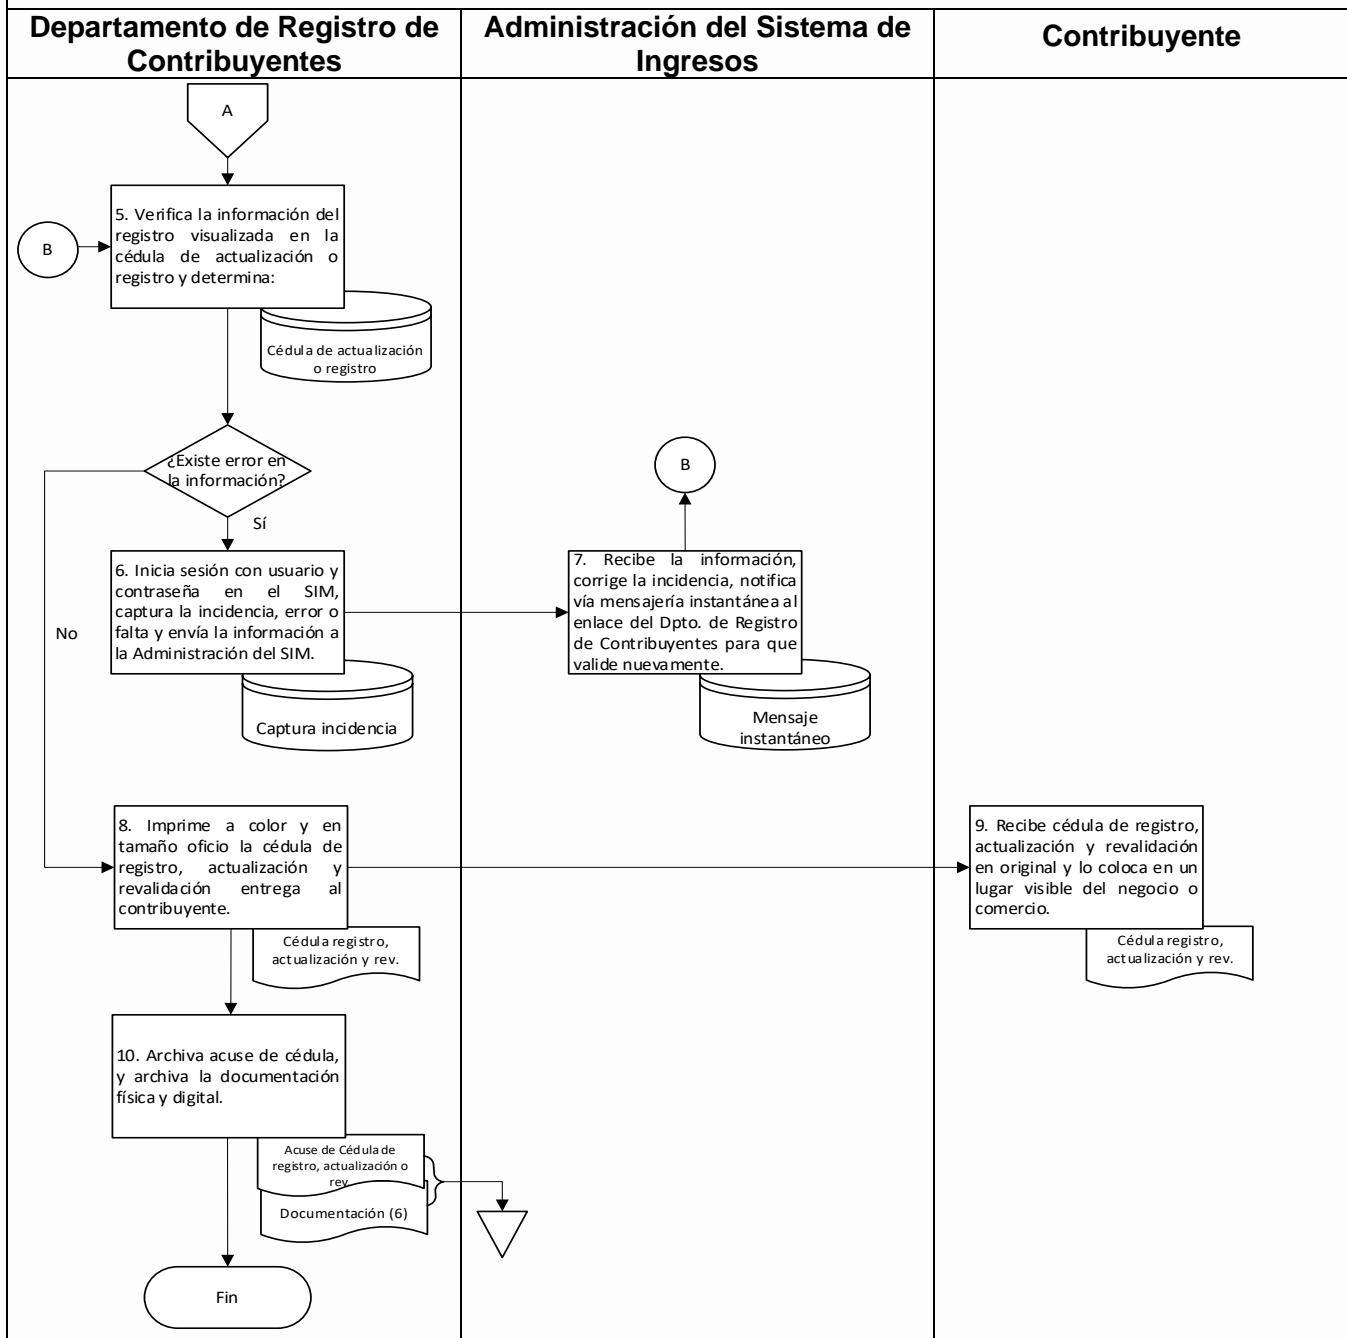 Departamento de Registro de
Contribuyentes
Administración del Sistema de
Ingresos
Contribuyente
A
5. Verifica la información del
registro visualizada en la
cédula de actualización o
registro y determina:
B
Cédula de actualización
o registro
¿Existe error en
la información?
Sí
No
B
6. Inicia sesión con usuario y
contraseña en el SIM,
captura la incidencia, error o
falta y envía la información a
la Administración del SIM.
Captura incidencia
7. Recibe la información,
corrige la incidencia, notifica
vía mensajería instantánea al
enlace del Dpto. de Registro
de Contribuyentes para que
valide nuevamente.
Mensaje
instantáneo
8. Imprime a color y en
tamaño oficio la cédula de
registro, actualización y
revalidación entrega al
contribuyente.
Cédula registro,
actualización y rev.
9. Recibe cédula de registro,
actualización y revalidación
en original y lo coloca en un
lugar visible del negocio o
comercio.
Cédula registro,
actualización y rev.
10. Archiva acuse de cédula,
y archiva la documentación
física y digital.
Acuse de Cédula de
registro, actualización o
rev.
Documentación (6)
Fin